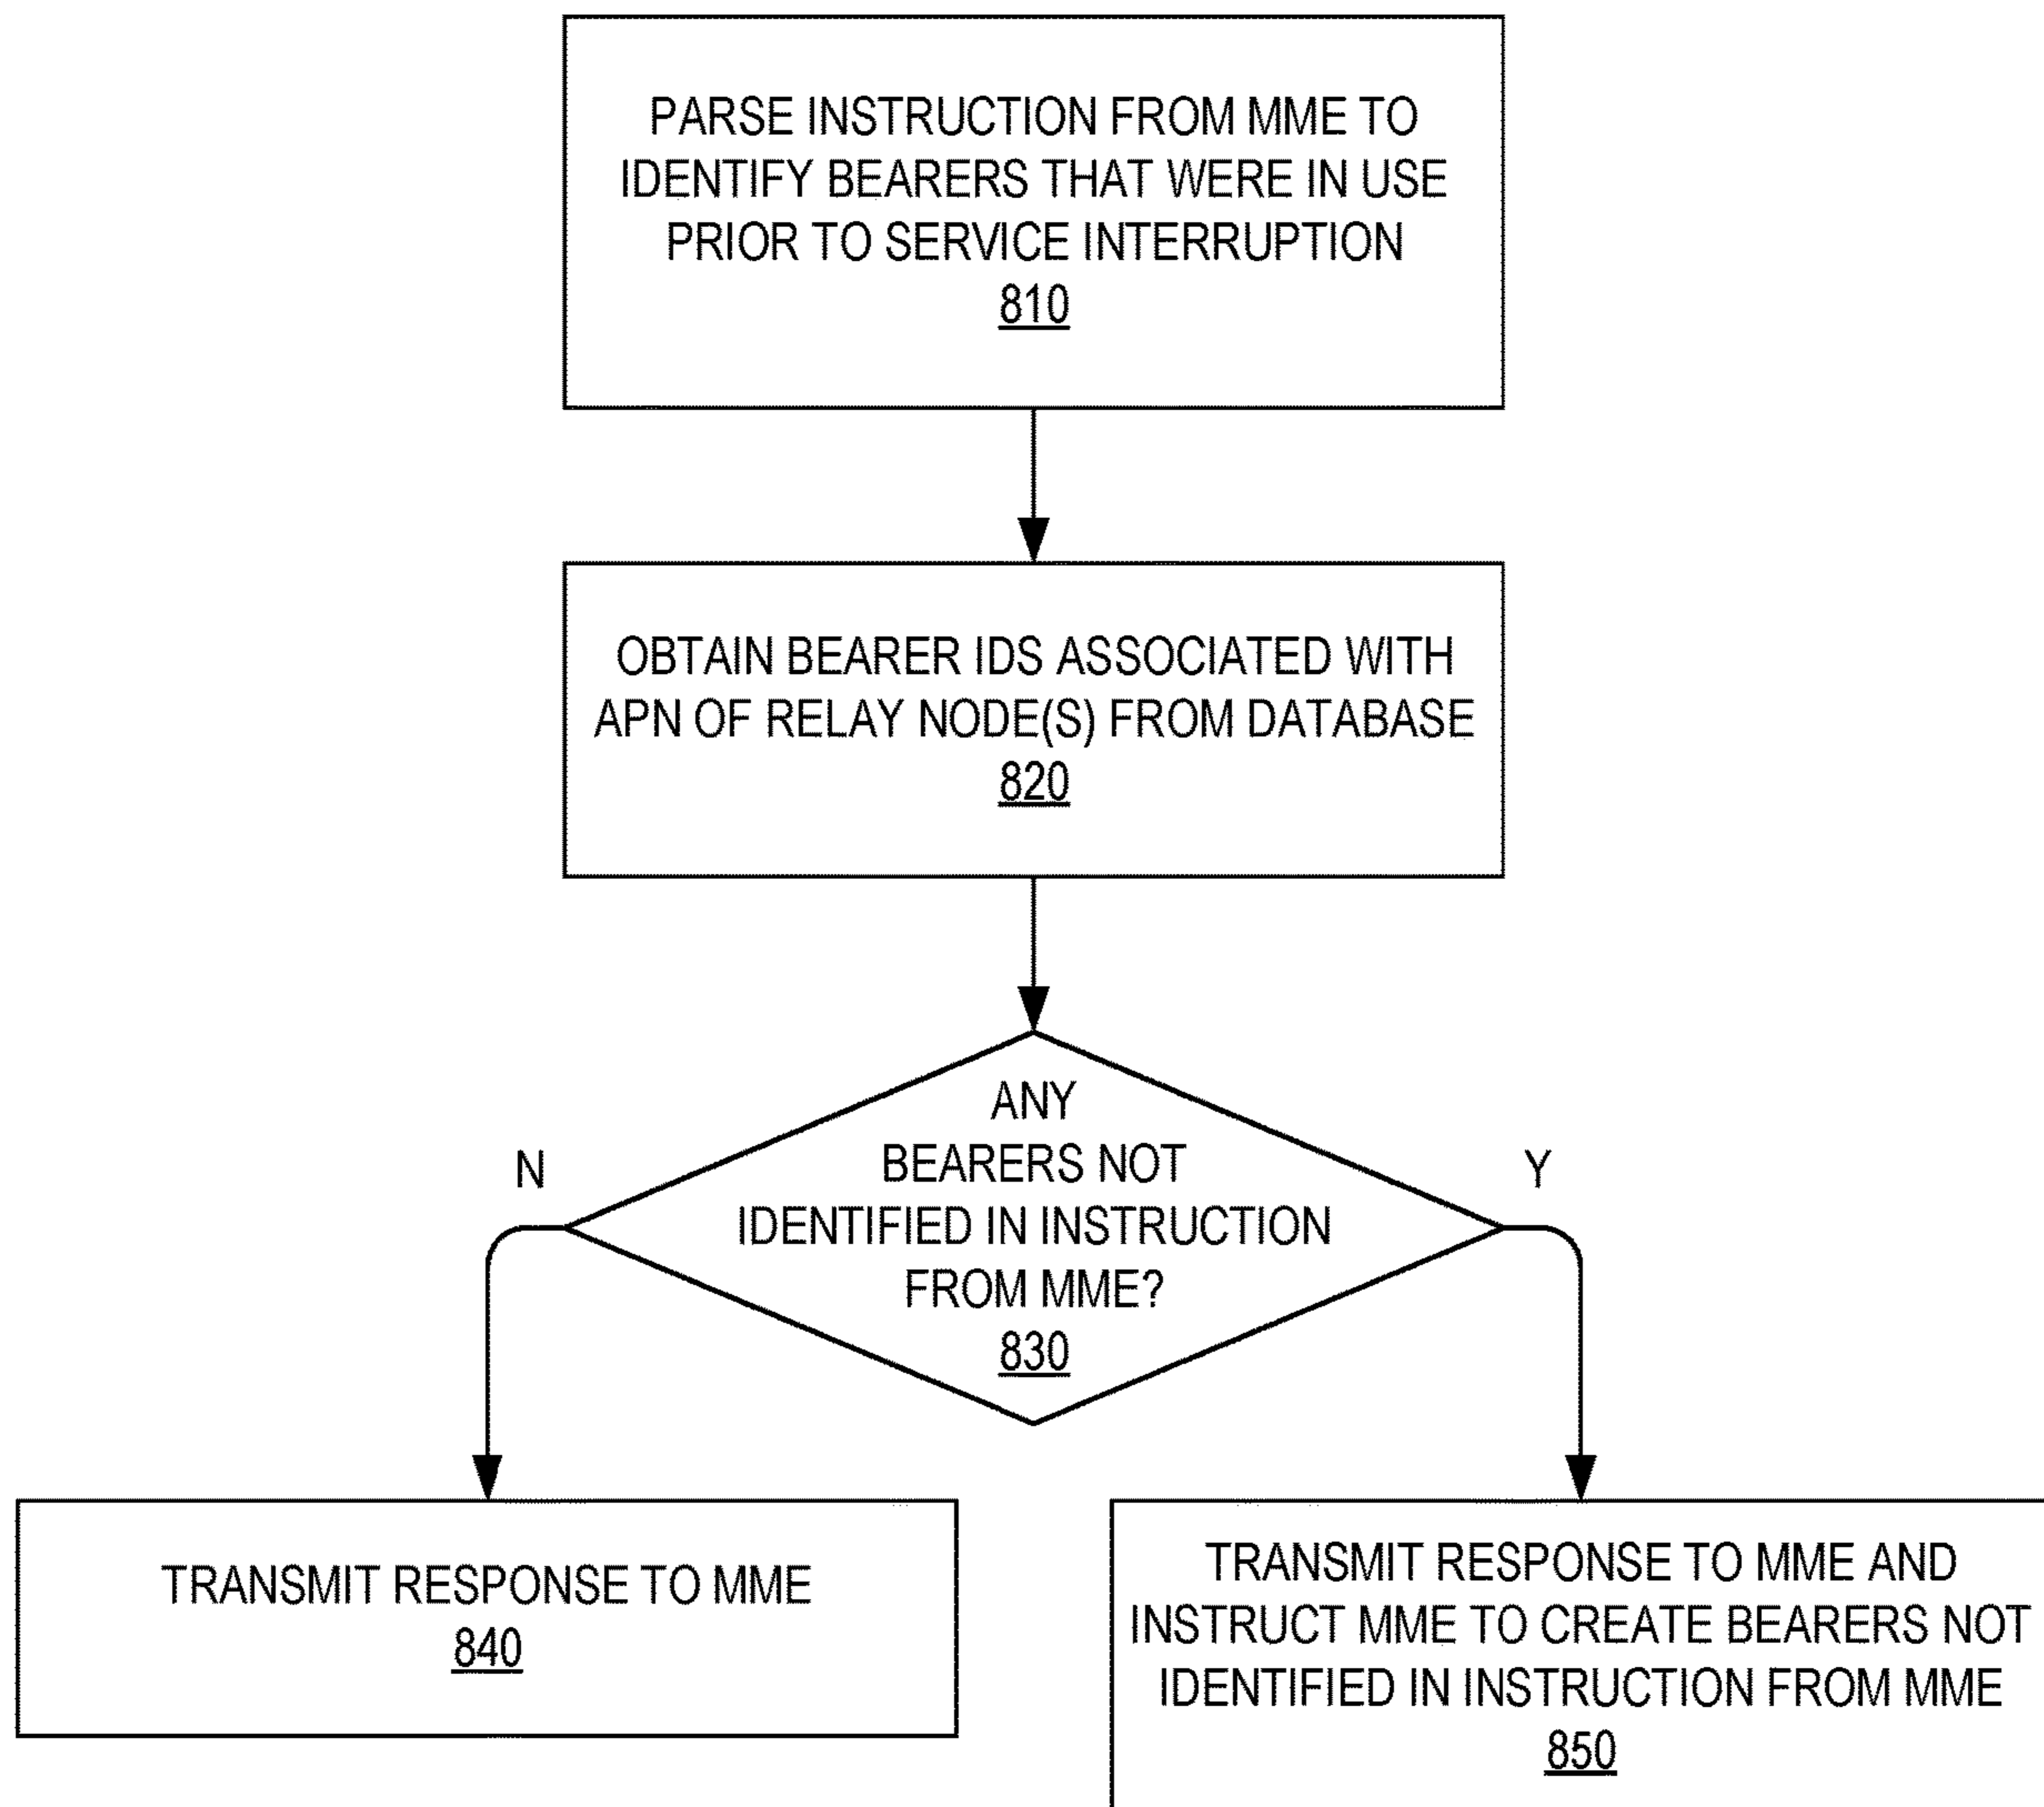 PARSE INSTRUCTION FROM MME TO
IDENTIFY BEARERS THAT WERE IN USE
PRIOR TO SERVICE INTERRUPTION
810
OBTAIN BEARER IDS ASSOCIATED WITH
APN OF RELAY NODE(S) FROM DATABASE
820
ANY
BEARERS NOT
IDENTIFIED IN INSTRUCTION
FROM MME?
830
N
Y
TRANSMIT RESPONSE TO MME
840
TRANSMIT RESPONSE TO MME AND
INSTRUCT MME TO CREATE BEARERS NOT
IDENTIFIED IN INSTRUCTION FROM MME
850